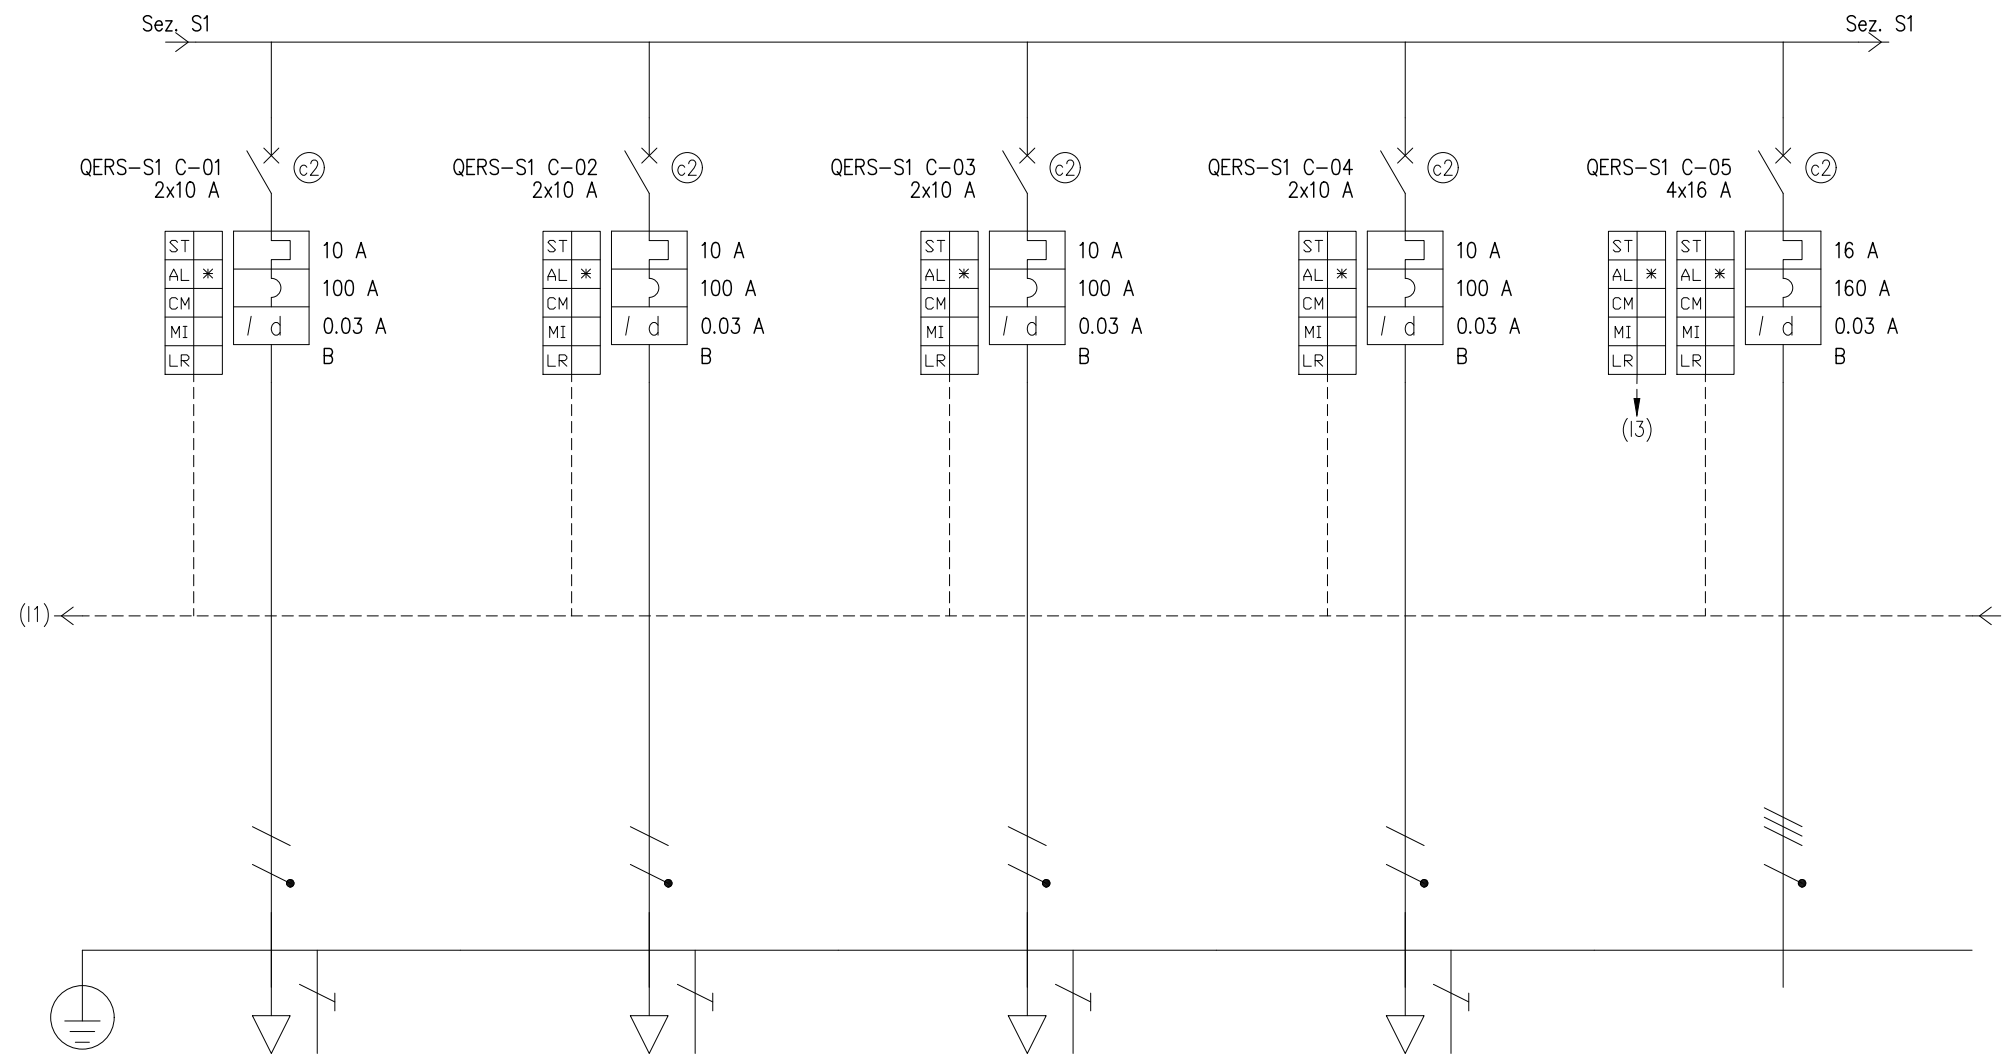 Sez. S1
Sez. S1
QERS-S1 C-01
2x10 A
c2
ST
AL *
CM
MI
LR
10 A
100 A
/ d
0.03 A
B
QERS-S1 C-02
2x10 A
c2
ST
AL *
CM
MI
LR
10 A
100 A
/ d
0.03 A
B
QERS-S1 C-03
2x10 A
c2
ST
AL *
CM
MI
LR
10 A
100 A
/ d
0.03 A
B
QERS-S1 C-04
2x10 A
c2
ST
AL *
CM
MI
LR
10 A
100 A
/ d
0.03 A
B
QERS-S1 C-05
4x16 A
c2
ST
AL *
CM
MI
LR
(I3)
ST
AL *
CM
MI
LR
16 A
160 A
/ d
0.03 A
B
(I1)